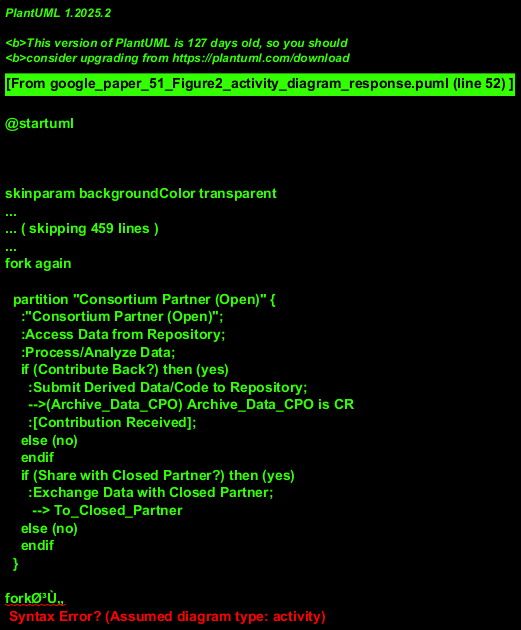 PlantUML 1.2025.2
<b>This version of PlantUML is 127 days old, so you should
<b>consider upgrading from https://plantuml.com/download
[From google_paper_51_Figure2_activity_diagram_response.puml (line 52) ]
@startuml
skinparam backgroundColor transparent
...
... ( skipping 459 lines )
...
fork again
partition "Consortium Partner (Open)" {
:"Consortium Partner (Open)";
:Access Data from Repository;
:Process/Analyze Data;
if (Contribute Back?) then (yes)
:Submit Derived Data/Code to Repository;
-->(Archive_Data_CPO) Archive_Data_CPO is CR
:[Contribution Received];
else (no)
endif
if (Share with Closed Partner?) then (yes)
:Exchange Data with Closed Partner;
--> To_Closed_Partner
else (no)
endif
}
forkØ³Ù„
Syntax Error? (Assumed diagram type: activity)